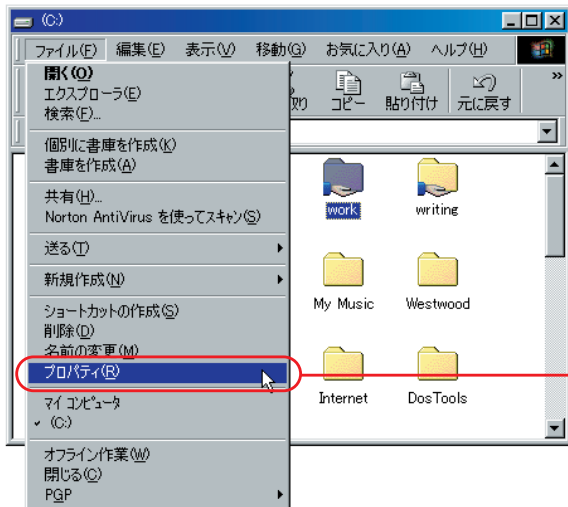 (C:)
ファイル(F) 編集(E) 表示(V) 移動(G) お気に入り(A) ヘルプ(H)
コピー 貼り付け 元に戻す »
開く(O)
エクスプローラ(E)
検索(F)...
個別に書庫を作成(K)
書庫を作成(A)
共有(H)...
Norton AntiVirus を使ってスキャン(S)
送る(T)
新規作成(N)
ショートカットの作成(S)
削除(D)
名前の変更(M)
プロパティ(R)
マイ コンピュータ
(C:)
オフライン作業(W)
閉じる(C)
PGP
work writing
My Music Westwood
Internet DosTools